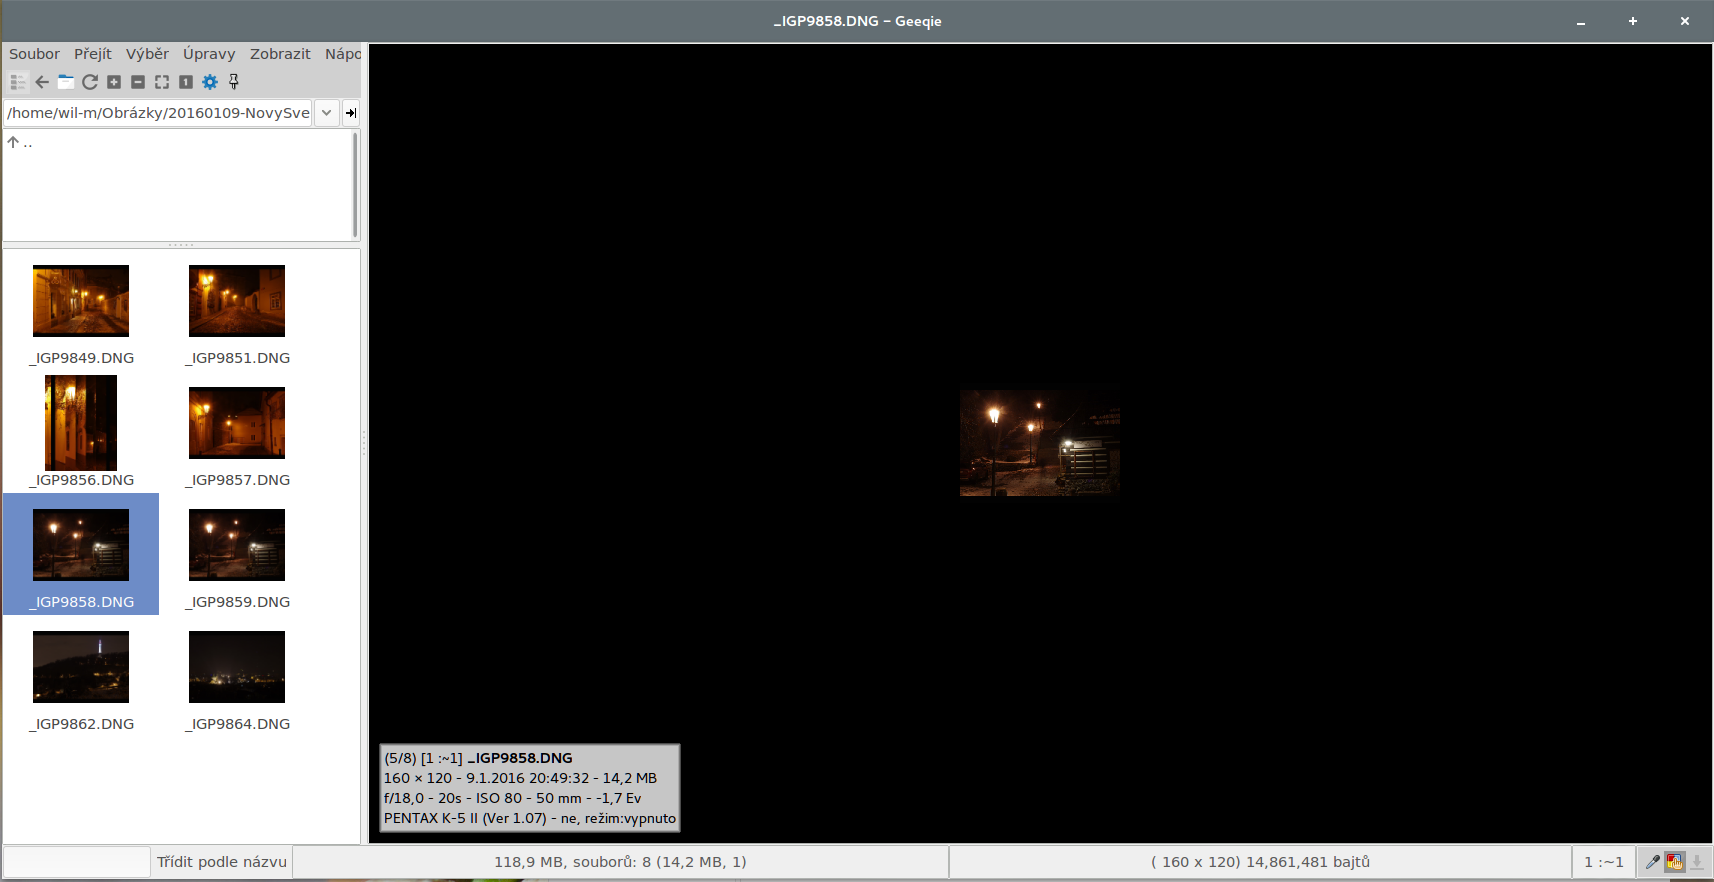 _IGP9858.DNG – Geeqie
Soubor Přejít Výběr Úpravy Zobrazit Nápo
/home/wil-m/Obrázky/20160109-NovySve
..
_IGP9849.DNG _IGP9851.DNG
_IGP9856.DNG _IGP9857.DNG
_IGP9858.DNG _IGP9859.DNG
_IGP9862.DNG _IGP9864.DNG
(5/8) [1 :~1] _IGP9858.DNG
160 × 120 - 9.1.2016 20:49:32 - 14,2 MB
f/18,0 - 20s - ISO 80 - 50 mm - -1,7 Ev
PENTAX K-5 II (Ver 1.07) - ne, režim:vypnuto
Třídit podle názvu 118,9 MB, souborů: 8 (14,2 MB, 1) ( 160 x 120) 14,861,481 bajtů 1 :~1